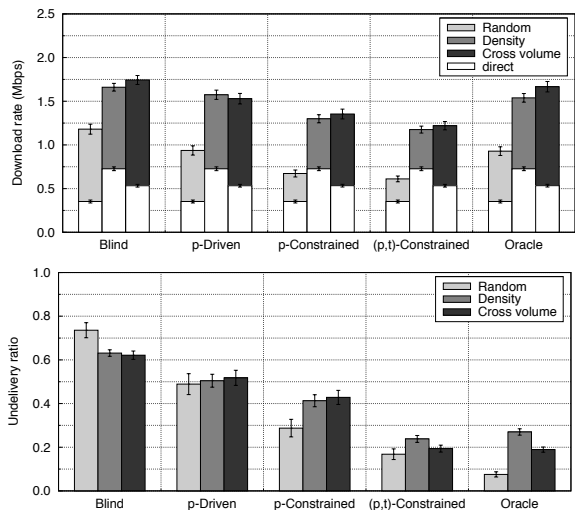 2.5
2.0
1.5
1.0
0.5
0.0
Download rate (Mbps)
Random
Density
Cross volume
direct
Blind p-Driven p-Constrained (p,t)-Constrained Oracle
1.0
0.8
0.6
0.4
0.2
0.0
Undelivery ratio
Random
Density
Cross volume
Blind p-Driven p-Constrained (p,t)-Constrained Oracle